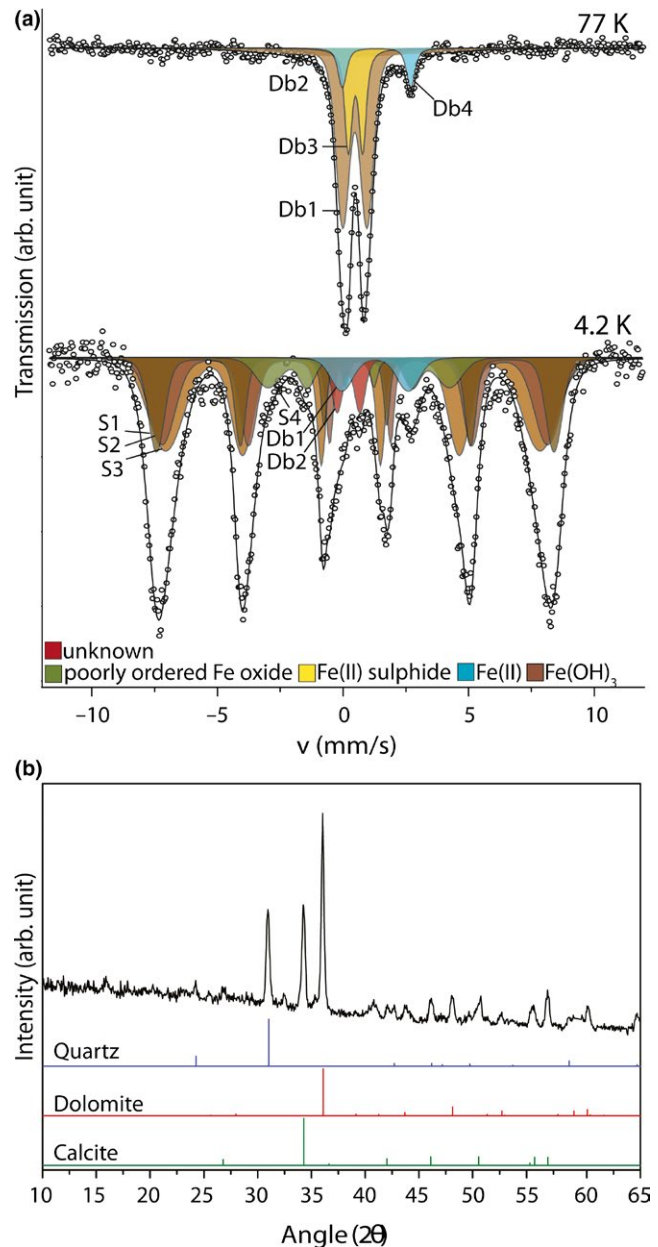 (a)
77 K
Db2
Db4
Db3
Db1
Transmission (arb. unit)
4.2 K
S1
S2
S3
S4
Db1
Db2
unknown
poorly ordered Fe oxide Fe(II) sulphide Fe(II) Fe(OH)₃
−10 −5 0 5 10
v (mm/s)
(b)
Intensity (arb. unit)
Quartz
Dolomite
Calcite
10 15 20 25 30 35 40 45 50 55 60 65
Angle (2θ)